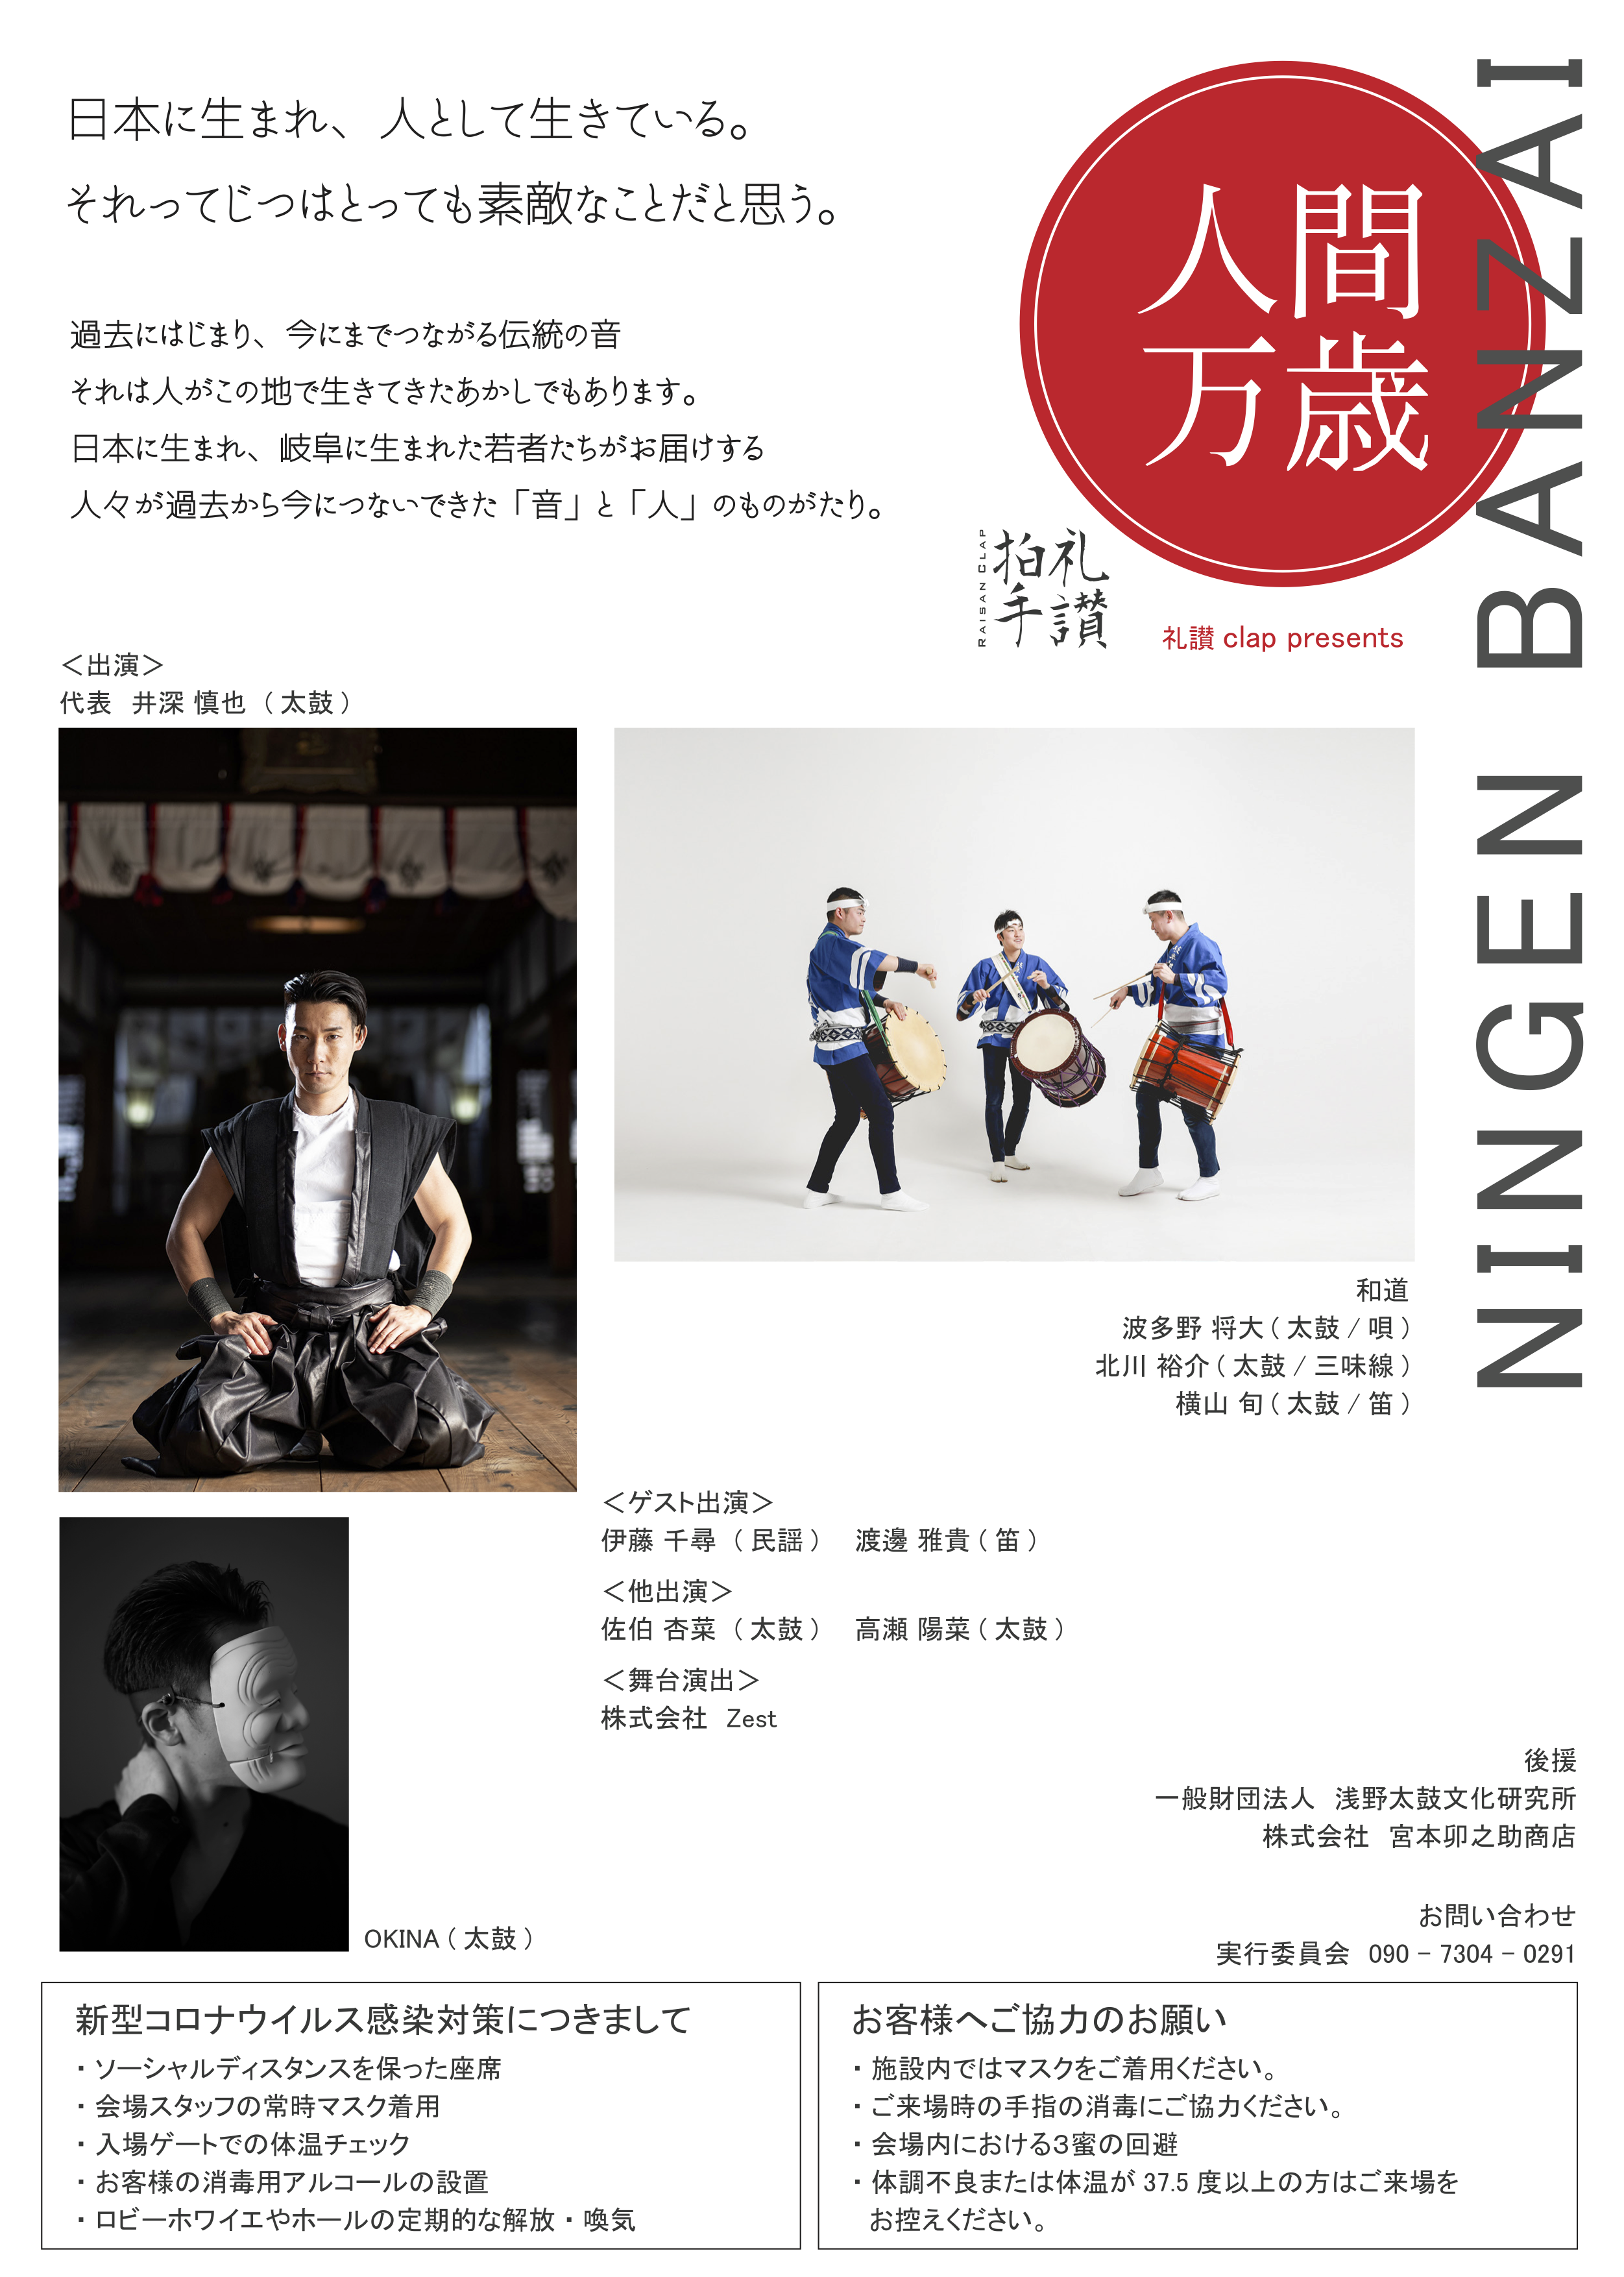 日本に生まれ、人として生きている。
それってじつはとっても素敵なことだと思う。
過去にはじまり、今にまでつながる伝統の音
それは人がこの地で生きてきたあかしでもあります。
日本に生まれ、岐阜に生まれた若者たちがお届けする
人々が過去から今につないできた「音」と「人」のものがたり。
人間
万歳
NINGEN BANZAI
礼讃
拍手
RAISAN CLAP
礼讃 clap presents
＜出演＞
代表 井深 慎也 （太鼓）
和道
波多野 将大（太鼓 / 唄）
北川 裕介（太鼓 / 三味線）
横山 旬（太鼓 / 笛）
＜ゲスト出演＞
伊藤 千尋 （民謡） 渡邊 雅貴（笛）
＜他出演＞
佐伯 杏菜 （太鼓） 高瀬 陽菜（太鼓）
＜舞台演出＞
株式会社 Zest
OKINA（太鼓）
後援
一般財団法人 浅野太鼓文化研究所
株式会社 宮本卯之助商店
お問い合わせ
実行委員会 090 − 7304 − 0291
新型コロナウイルス感染対策につきまして
・ソーシャルディスタンスを保った座席
・会場スタッフの常時マスク着用
・入場ゲートでの体温チェック
・お客様の消毒用アルコールの設置
・ロビーホワイエやホールの定期的な解放・喚気
お客様へご協力のお願い
・施設内ではマスクをご着用ください。
・ご来場時の手指の消毒にご協力ください。
・会場内における３蜜の回避
・体調不良または体温が 37.5 度以上の方はご来場を
お控えください。